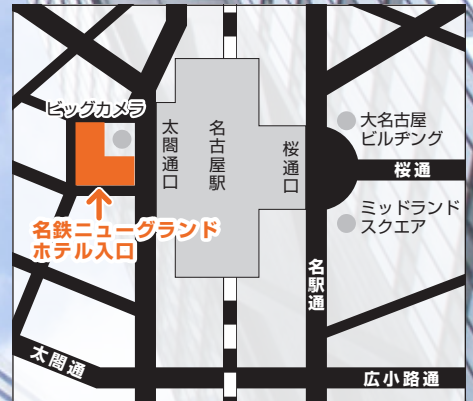 ビッグカメラ
太閤通口
名古屋駅
桜通口
大名古屋
ビルヂング
桜通
ミッドランド
スクエア
名鉄ニューグランド
ホテル入口
名駅通
太閤通
広小路通